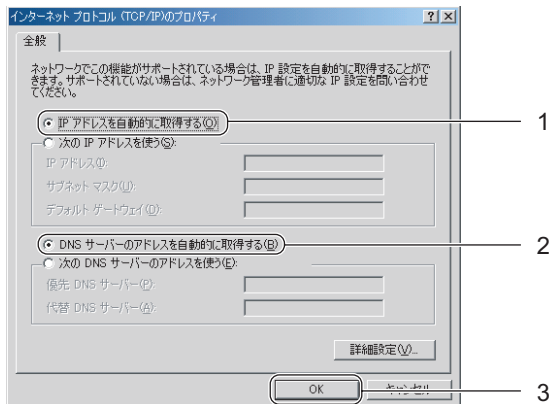 インターネット プロトコル (TCP/IP)のプロパティ
? ×
全般
ネットワークでこの機能がサポートされている場合は、IP 設定を自動的に取得することがで
きます。サポートされていない場合は、ネットワーク管理者に適切な IP 設定を問い合わせ
てください。
IP アドレスを自動的に取得する(O)
1
次の IP アドレスを使う(S):
IP アドレス(I):
サブネット マスク(U):
デフォルト ゲートウェイ(D):
DNS サーバーのアドレスを自動的に取得する(B)
2
次の DNS サーバーのアドレスを使う(E):
優先 DNS サーバー(P):
代替 DNS サーバー(A):
詳細設定(V)...
OK
キャンセル
3